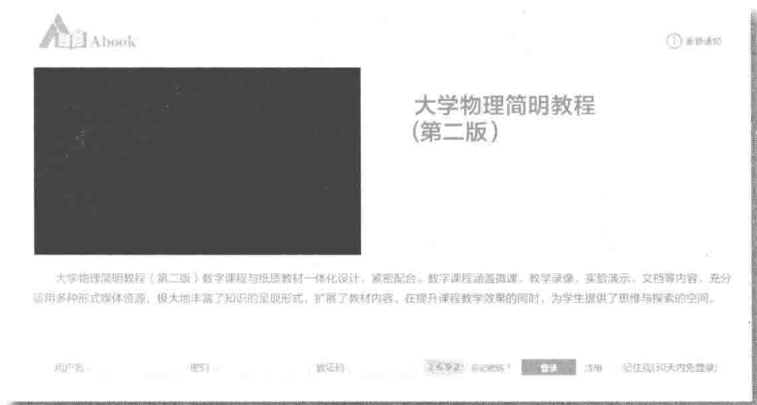 Abook
重要通知
大学物理简明教程
(第二版)
大学物理简明教程(第二版)数字课程与纸质教材一体化设计,紧密配合。数字课程涵盖微课、教学录像、实验演示、文档等内容,充分
运用多种形式媒体资源,极大地丰富了知识的呈现形式,扩展了教材内容。在提升课程教学效果的同时,为学生提供了思维与探索的空间。
用户名 密码 验证码 2692 忘记密码? 登录 注册 记住我(30天内免登录)